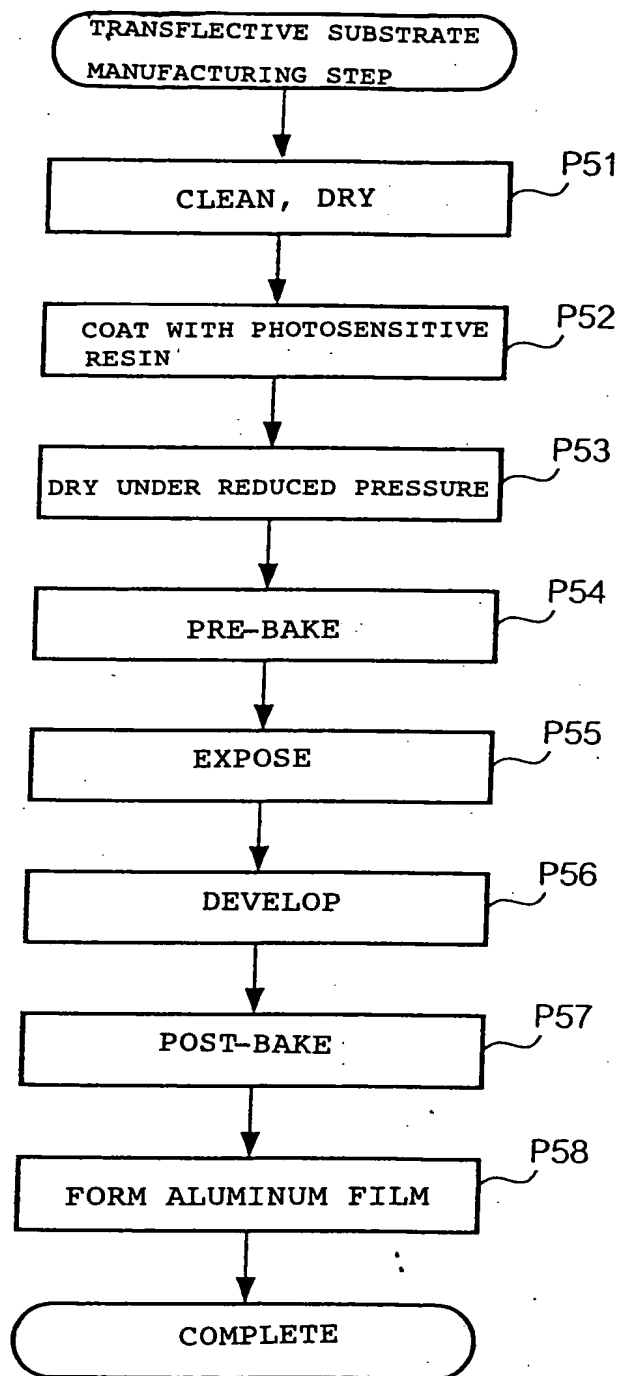 TRANSFLECTIVE SUBSTRATE
MANUFACTURING STEP
P51
CLEAN, DRY
P52
COAT WITH PHOTOSENSITIVE
RESIN
P53
DRY UNDER REDUCED PRESSURE
P54
PRE-BAKE
P55
EXPOSE
P56
DEVELOP
P57
POST-BAKE
P58
FORM ALUMINUM FILM
COMPLETE